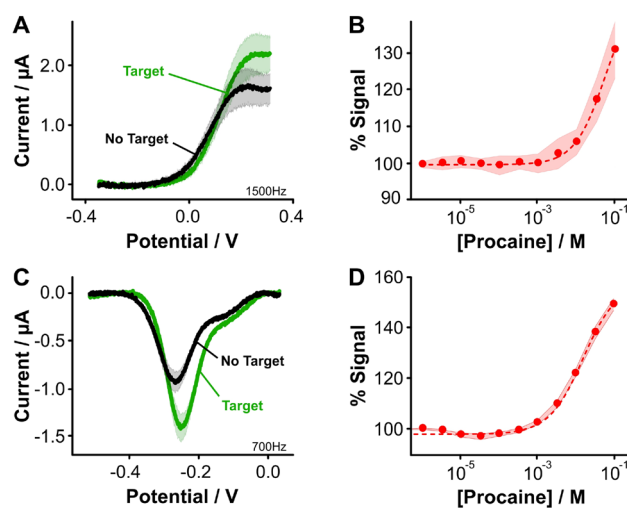 A
Current / µA
2.0
1.0
0.0
Target
No Target
1500Hz
-0.4
0.0
0.4
Potential / V
B
% Signal
130
120
110
100
90
10-5
10-3
10-1
[Procaine] / M
C
Current / µA
0.0
-0.5
-1.0
-1.5
No Target
Target
700Hz
-0.4
-0.2
0.0
Potential / V
D
% Signal
160
140
120
100
10-5
10-3
10-1
[Procaine] / M